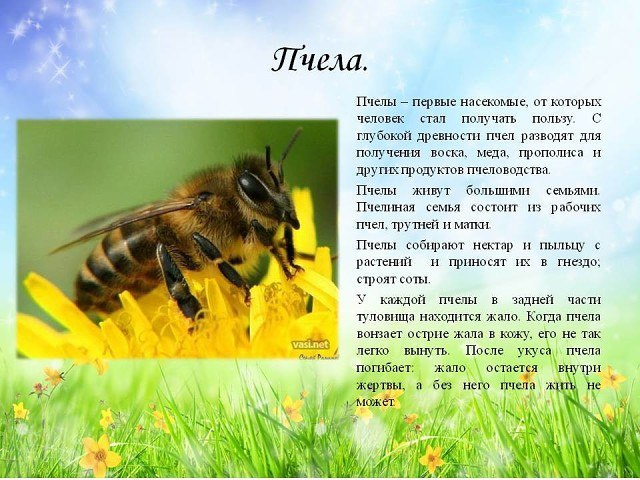 Пчела.
Пчелы – первые насекомые, от которых
человек стал получать пользу. С
глубокой древности пчел разводят для
получения воска, меда, прополиса и
других продуктов пчеловодства.
Пчелы живут большими семьями.
Пчелиная семья состоит из рабочих
пчел, трутней и матки.
Пчелы собирают нектар и пыльцу с
растений и приносят их в гнездо;
строят соты.
У каждой пчелы в задней части
туловища находится жало. Когда пчела
вонзает острие жала в кожу, его не так
легко вынуть. После укуса пчела
погибает: жало остается внутри
жертвы, а без него пчела жить не
может.
vasi.net